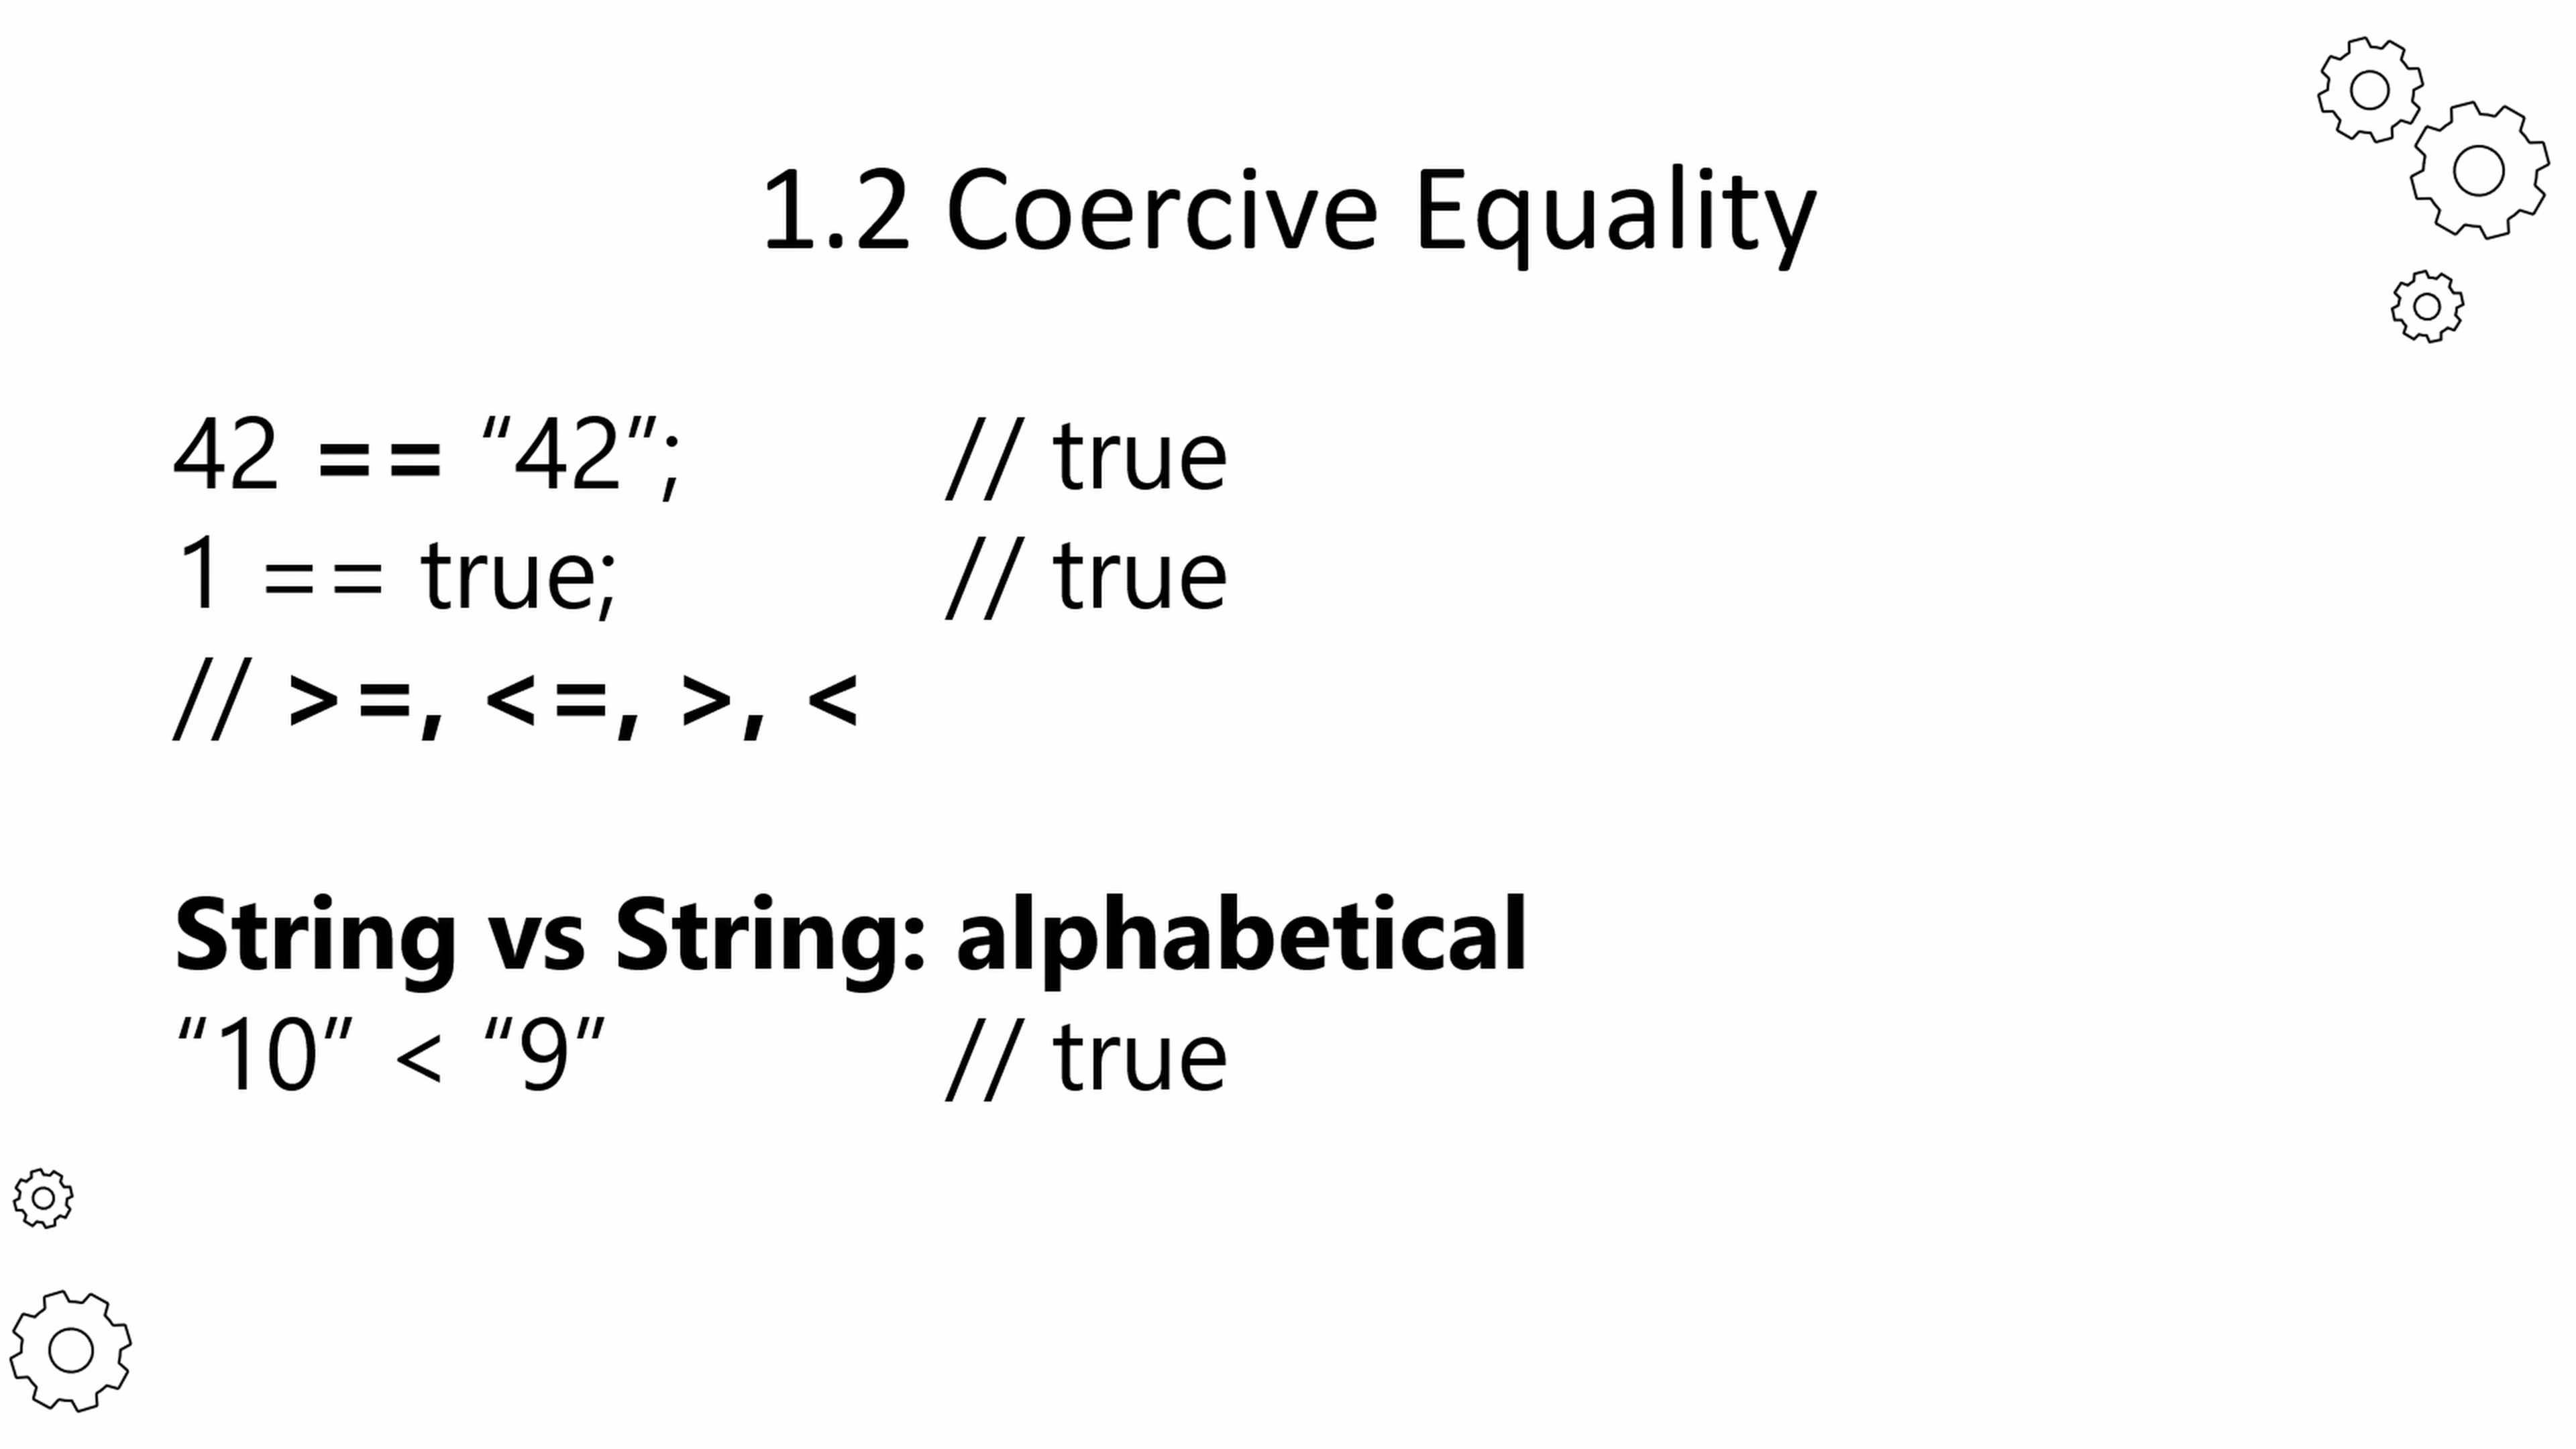 1.2 Coercive Equality
42 == “42”; // true
1 == true; // true
// >=, <=, >, <
String vs String: alphabetical
“10” < “9” // true